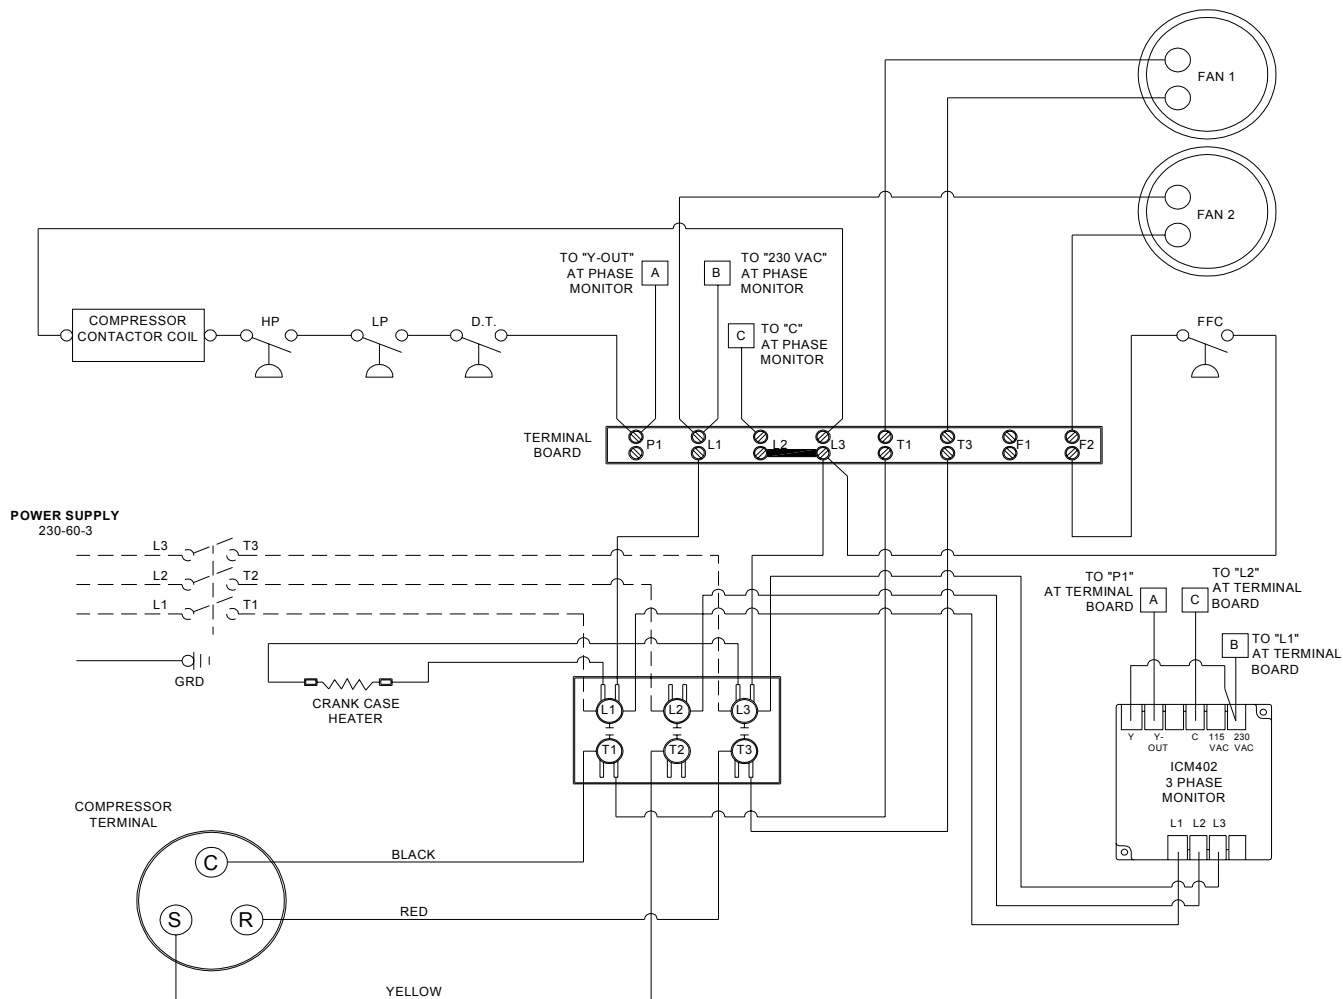 FAN 1
FAN 2
TO "Y-OUT"
AT PHASE
MONITOR
A
B
TO "230 VAC"
AT PHASE
MONITOR
C
TO "C"
AT PHASE
MONITOR
COMPRESSOR
CONTACTOR COIL
HP
LP
D.T.
FFC
TERMINAL
BOARD
P1
L1
L2
L3
T1
T3
F1
F2
POWER SUPPLY
230-60-3
L3
T3
L2
T2
L1
T1
GRD
CRANK CASE
HEATER
L1
L2
L3
T1
T2
T3
TO "P1"
AT TERMINAL
BOARD
A
C
TO "L2"
AT TERMINAL
BOARD
B
TO "L1"
AT TERMINAL
BOARD
Y
Y-
OUT
C
115
VAC
230
VAC
ICM402
3 PHASE
MONITOR
L1
L2
L3
COMPRESSOR
TERMINAL
C
S
R
BLACK
RED
YELLOW